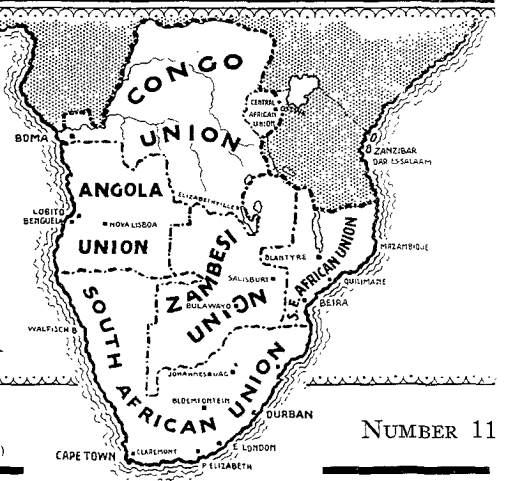 CONGO
UNION
CENTRAL
AFRICAN
UNION
BOMA
ZANZIBAR
DAR ES SALAAM
ANGOLA
UNION
ELIZABETHVILLE
LOBITO
BENGUELA
NOVA LISBOA
ZAMBESI
UNION
BLANTYRE
S.E. AFRICAN UNION
MOZAMBIQUE
SALISBURY
QUILIMANE
BULAWAYO
BEIRA
SOUTH AFRICAN UNION
WALFISCH B
JOHANNESBURG
BLOEMFONTEIN
DURBAN
NUMBER 11
CAPE TOWN
CLAREMONT
E LONDON
P ELIZABETH
)